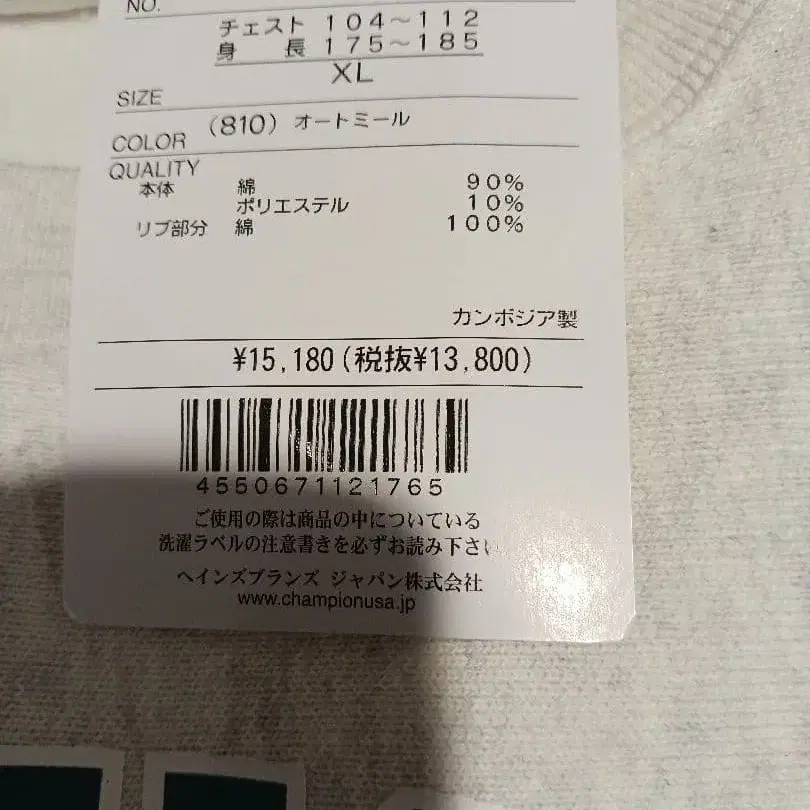 NO.
チェスト 104～112
身 長 175～185
XL
SIZE
COLOR (810) オートミール
QUALITY
本体 綿 90%
ポリエステル 10%
リブ部分 綿 100%
カンボジア製
¥15,180(税抜¥13,800)
4550671121765
ご使用の際は商品の中についている
洗濯ラベルの注意書きを必ずお読み下さい
ヘインズブランズ ジャパン株式会社
www.championusa.jp